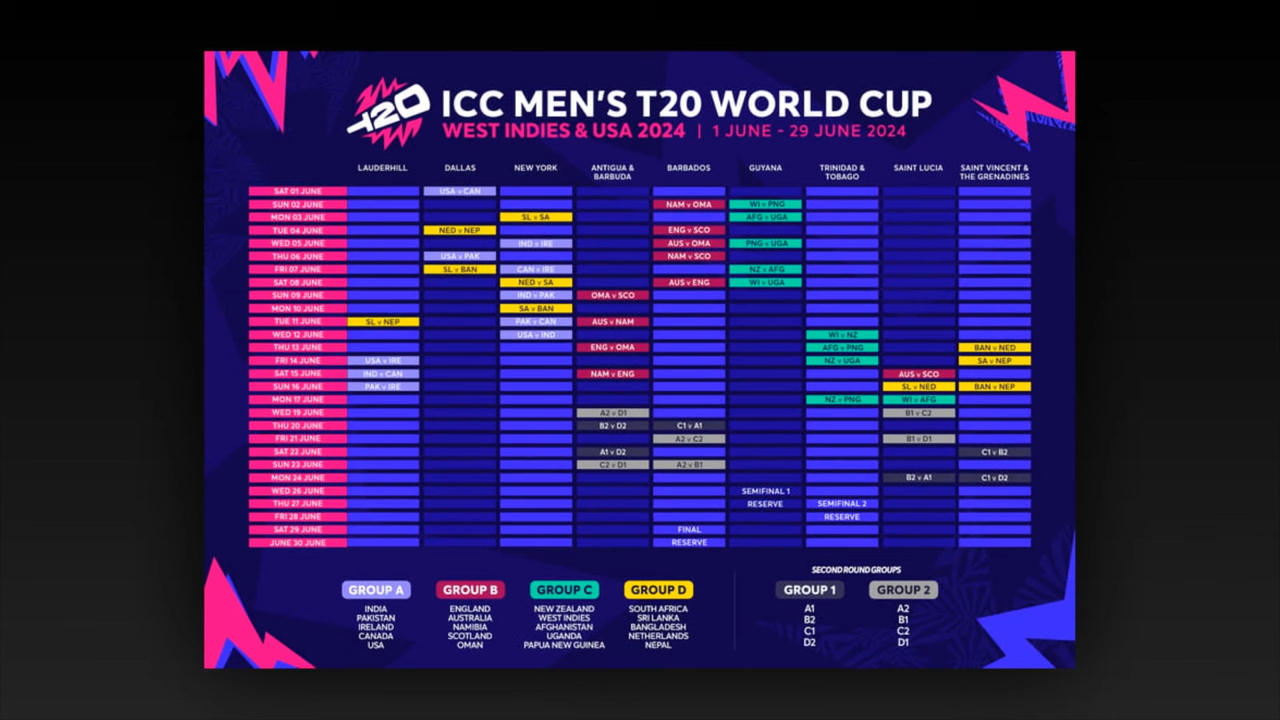 T20 ICC MEN'S T20 WORLD CUP
WEST INDIES & USA 2024 | 1 JUNE - 29 JUNE 2024
LAUDERHILL DALLAS NEW YORK ANTIGUA & BARBUDA BARBADOS GUYANA TRINIDAD & TOBAGO SAINT LUCIA SAINT VINCENT & THE GRENADINES
SAT 01 JUNE USA v CAN
SUN 02 JUNE NAM v OMA WI v PNG
MON 03 JUNE SL v SA AFG v UGA
TUE 04 JUNE NED v NEP ENG v SCO
WED 05 JUNE IND v IRE AUS v OMA PNG v UGA
THU 06 JUNE USA v PAK NAM v SCO
FRI 07 JUNE SL v BAN CAN v IRE NZ v AFG
SAT 08 JUNE NED v SA AUS v ENG WI v UGA
SUN 09 JUNE IND v PAK OMA v SCO
MON 10 JUNE SA v BAN
TUE 11 JUNE SL v NEP PAK v CAN AUS v NAM
WED 12 JUNE USA v IND WI v NZ
THU 13 JUNE ENG v OMA AFG v PNG BAN v NED
FRI 14 JUNE USA v IRE NZ v UGA SA v NEP
SAT 15 JUNE IND v CAN NAM v ENG AUS v SCO
SUN 16 JUNE PAK v IRE SL v NED BAN v NEP
MON 17 JUNE NZ v PNG WI v AFG
WED 19 JUNE A2 v D1 B1 v C2
THU 20 JUNE B2 v D2 C1 v A1
FRI 21 JUNE A2 v C2 B1 v D1
SAT 22 JUNE A1 v D2 C1 v B2
SUN 23 JUNE C2 v D1 A2 v B1
MON 24 JUNE B2 v A1 C1 v D2
WED 26 JUNE SEMIFINAL 1
THU 27 JUNE RESERVE SEMIFINAL 2
FRI 28 JUNE RESERVE
SAT 29 JUNE FINAL
JUNE 30 JUNE RESERVE
SECOND ROUND GROUPS
GROUP A GROUP B GROUP C GROUP D GROUP 1 GROUP 2
INDIA ENGLAND NEW ZEALAND SOUTH AFRICA A1 A2
PAKISTAN AUSTRALIA WEST INDIES SRI LANKA B2 B1
IRELAND NAMIBIA AFGHANISTAN BANGLADESH C1 C2
CANADA SCOTLAND UGANDA NETHERLANDS D2 D1
USA OMAN PAPUA NEW GUINEA NEPAL